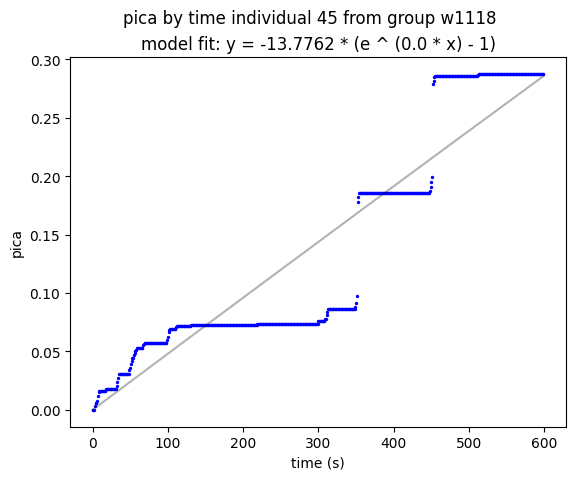 pica by time individual 45 from group w1118
model fit: y = -13.7762 * (e ^ (0.0 * x) - 1)
0.30
0.25
0.20
0.15
0.10
0.05
0.00
pica
0 100 200 300 400 500 600
time (s)